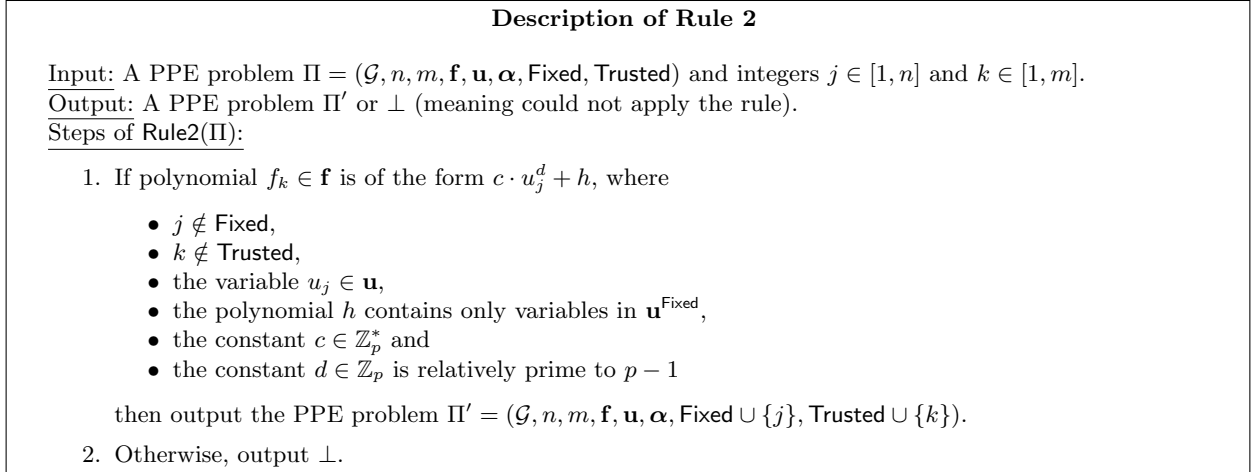 Description of Rule 2
Input: A PPE problem Π = (𝒢, n, m, f, u, α, Fixed, Trusted) and integers j ∈ [1, n] and k ∈ [1, m].
Output: A PPE problem Π′ or ⊥ (meaning could not apply the rule).
Steps of Rule2(Π):
1. If polynomial f_k ∈ f is of the form c · u_j^d + h, where
• j ∉ Fixed,
• k ∉ Trusted,
• the variable u_j ∈ u,
• the polynomial h contains only variables in u^Fixed,
• the constant c ∈ ℤ_p^* and
• the constant d ∈ ℤ_p is relatively prime to p − 1
then output the PPE problem Π′ = (𝒢, n, m, f, u, α, Fixed ∪ {j}, Trusted ∪ {k}).
2. Otherwise, output ⊥.